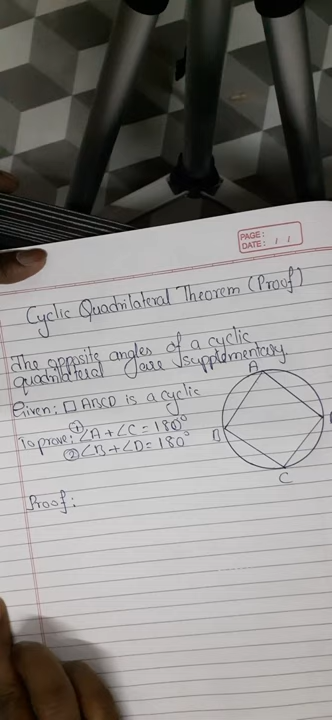 PAGE:
DATE: / /
Cyclic Quadrilateral Theorem (Proof)
The opposite angles of a cyclic
quadrilateral are supplementary.
Given: □ ABCD is a cyclic
To prove: ① ∠A + ∠C = 180°
② ∠B + ∠D = 180°
Proof:
A
B
C